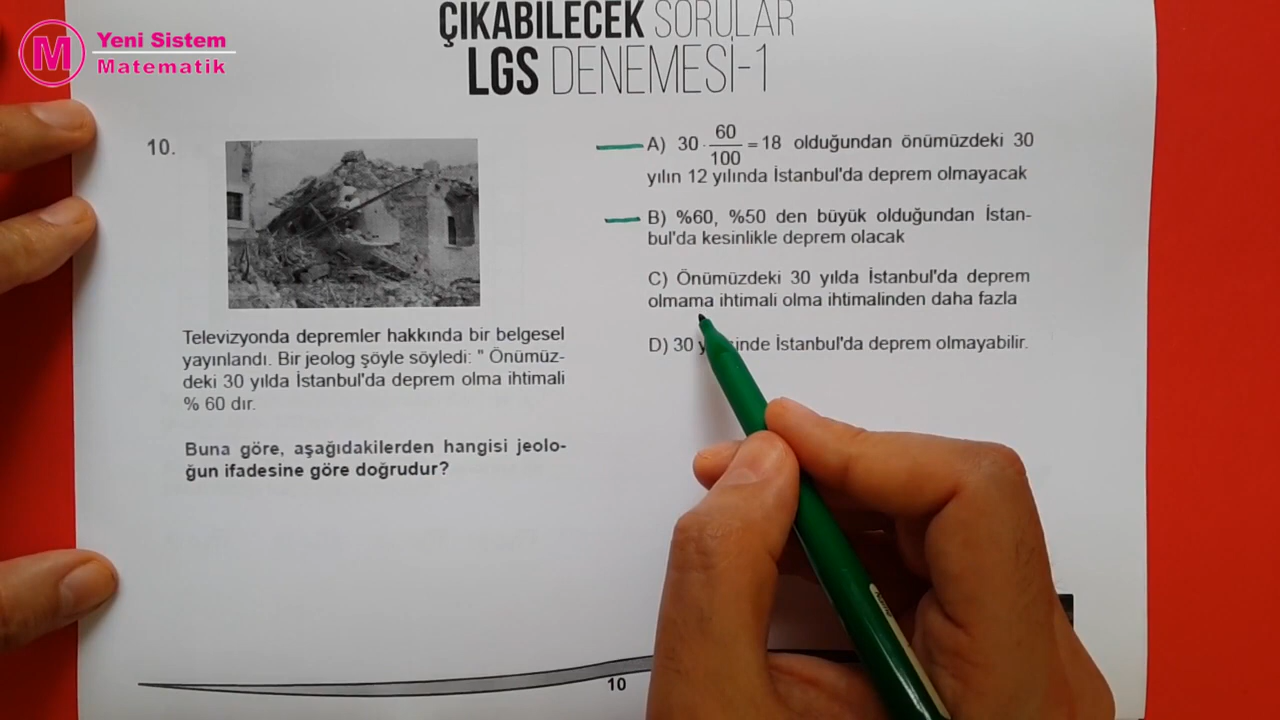 Yeni Sistem
Matematik
M
ÇIKABİLECEK SORULAR
LGS DENEMESİ-1
10.
Televizyonda depremler hakkında bir belgesel
yayınlandı. Bir jeolog şöyle söyledi: " Önümüz-
deki 30 yılda İstanbul'da deprem olma ihtimali
% 60 dır.
Buna göre, aşağıdakilerden hangisi jeolo-
ğun ifadesine göre doğrudur?
A) 30 · 60/100 = 18 olduğundan önümüzdeki 30
yılın 12 yılında İstanbul'da deprem olmayacak
B) %60, %50 den büyük olduğundan İstan-
bul'da kesinlikle deprem olacak
C) Önümüzdeki 30 yılda İstanbul'da deprem
olmama ihtimali olma ihtimalinden daha fazla
D) 30 İstanbul'da deprem olmayabilir.
10